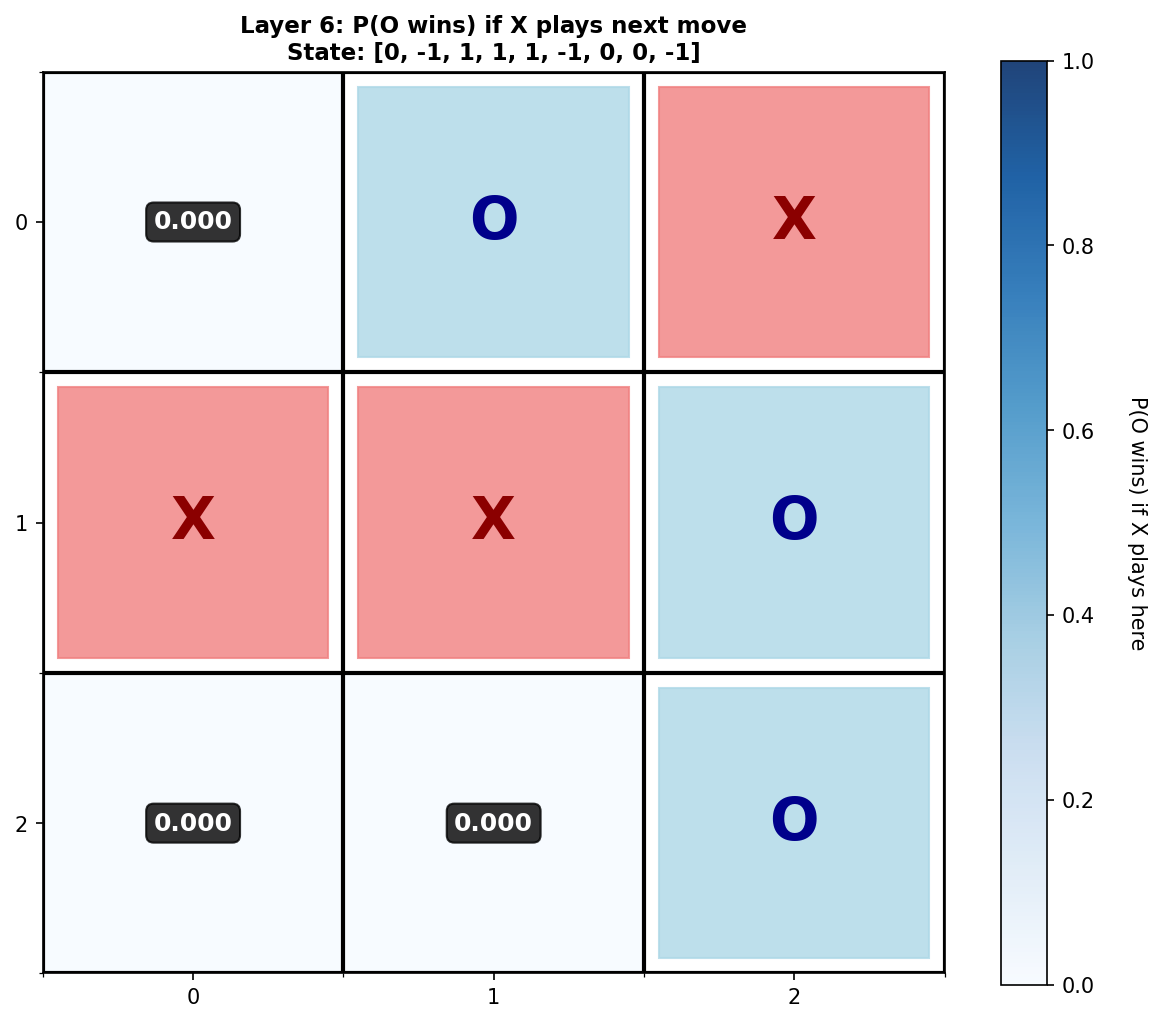 Layer 6: P(O wins) if X plays next move
State: [0, -1, 1, 1, 1, -1, 0, 0, -1]
0
0.000
O
X
1
X
X
O
2
0.000
0.000
O
0
1
2
1.0
0.8
0.6
0.4
0.2
0.0
P(O wins) if X plays here